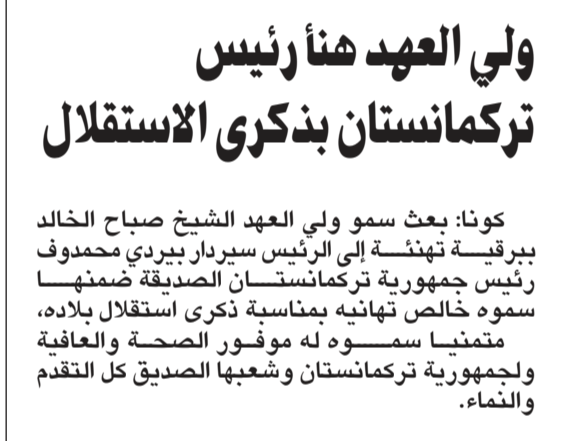 ولي العهد هنأ رئيس
تركمانستان بذكرى الاستقلال
كونا: بعث سمو ولي العهد الشيخ صباح الخالد
ببرقية تهنئة إلى الرئيس سيردار بيردي محمدوف
رئيس جمهورية تركمانستان الصديقة ضمنها
سموه خالص تهانيه بمناسبة ذكرى استقلال بلاده،
متمنيا سموه له موفور الصحة والعافية
ولجمهورية تركمانستان وشعبها الصديق كل التقدم
والنماء.